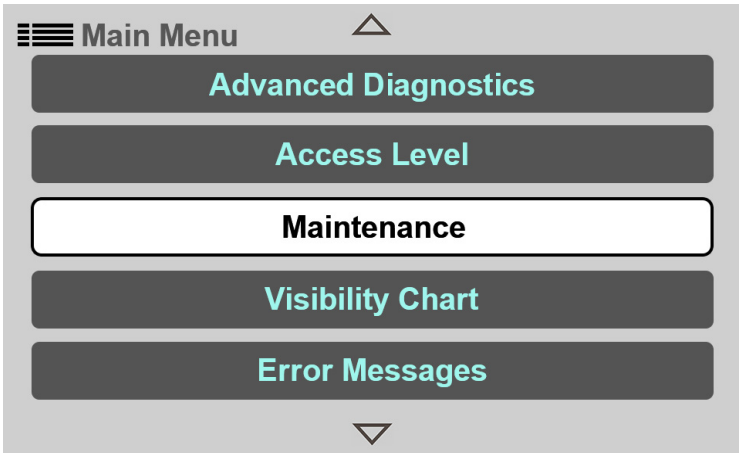 Main Menu
Advanced Diagnostics
Access Level
Maintenance
Visibility Chart
Error Messages